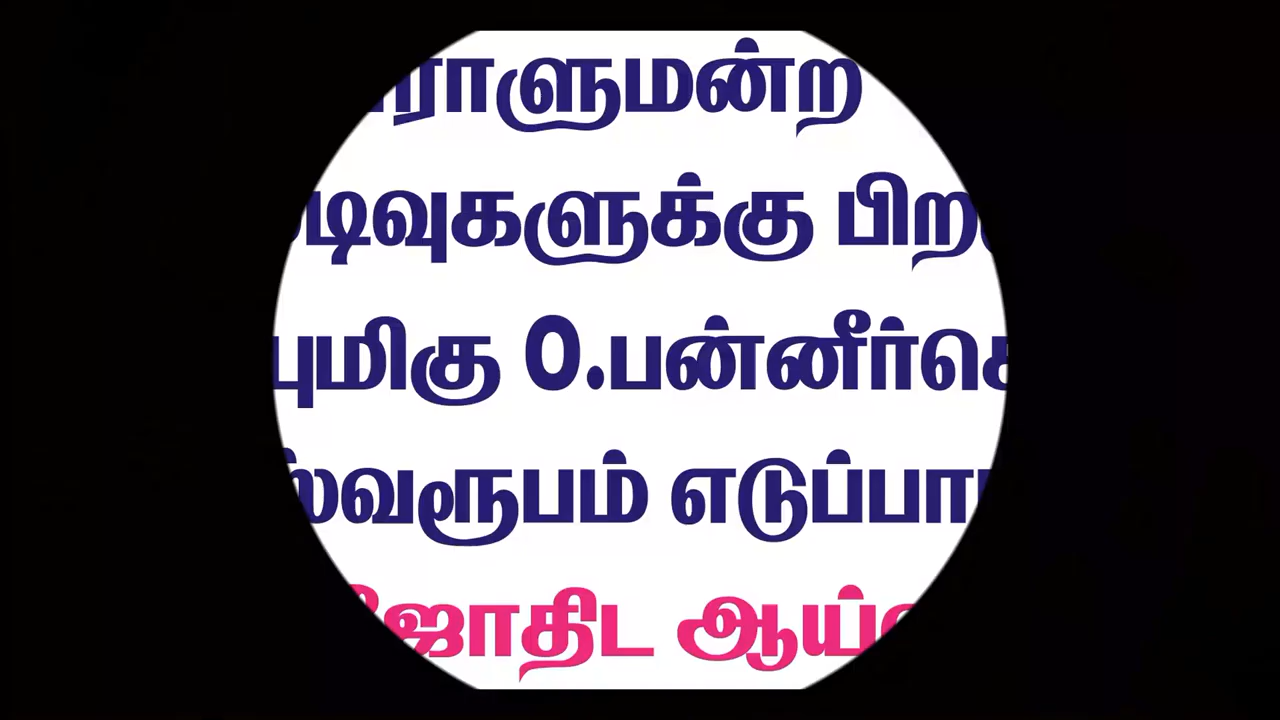 ராளுமன்ற
டிவுகளுக்கு பிற
புமிகு O.பன்னீர்செ
ஸ்வரூபம் எடுப்பா
ஜோதிட ஆய்